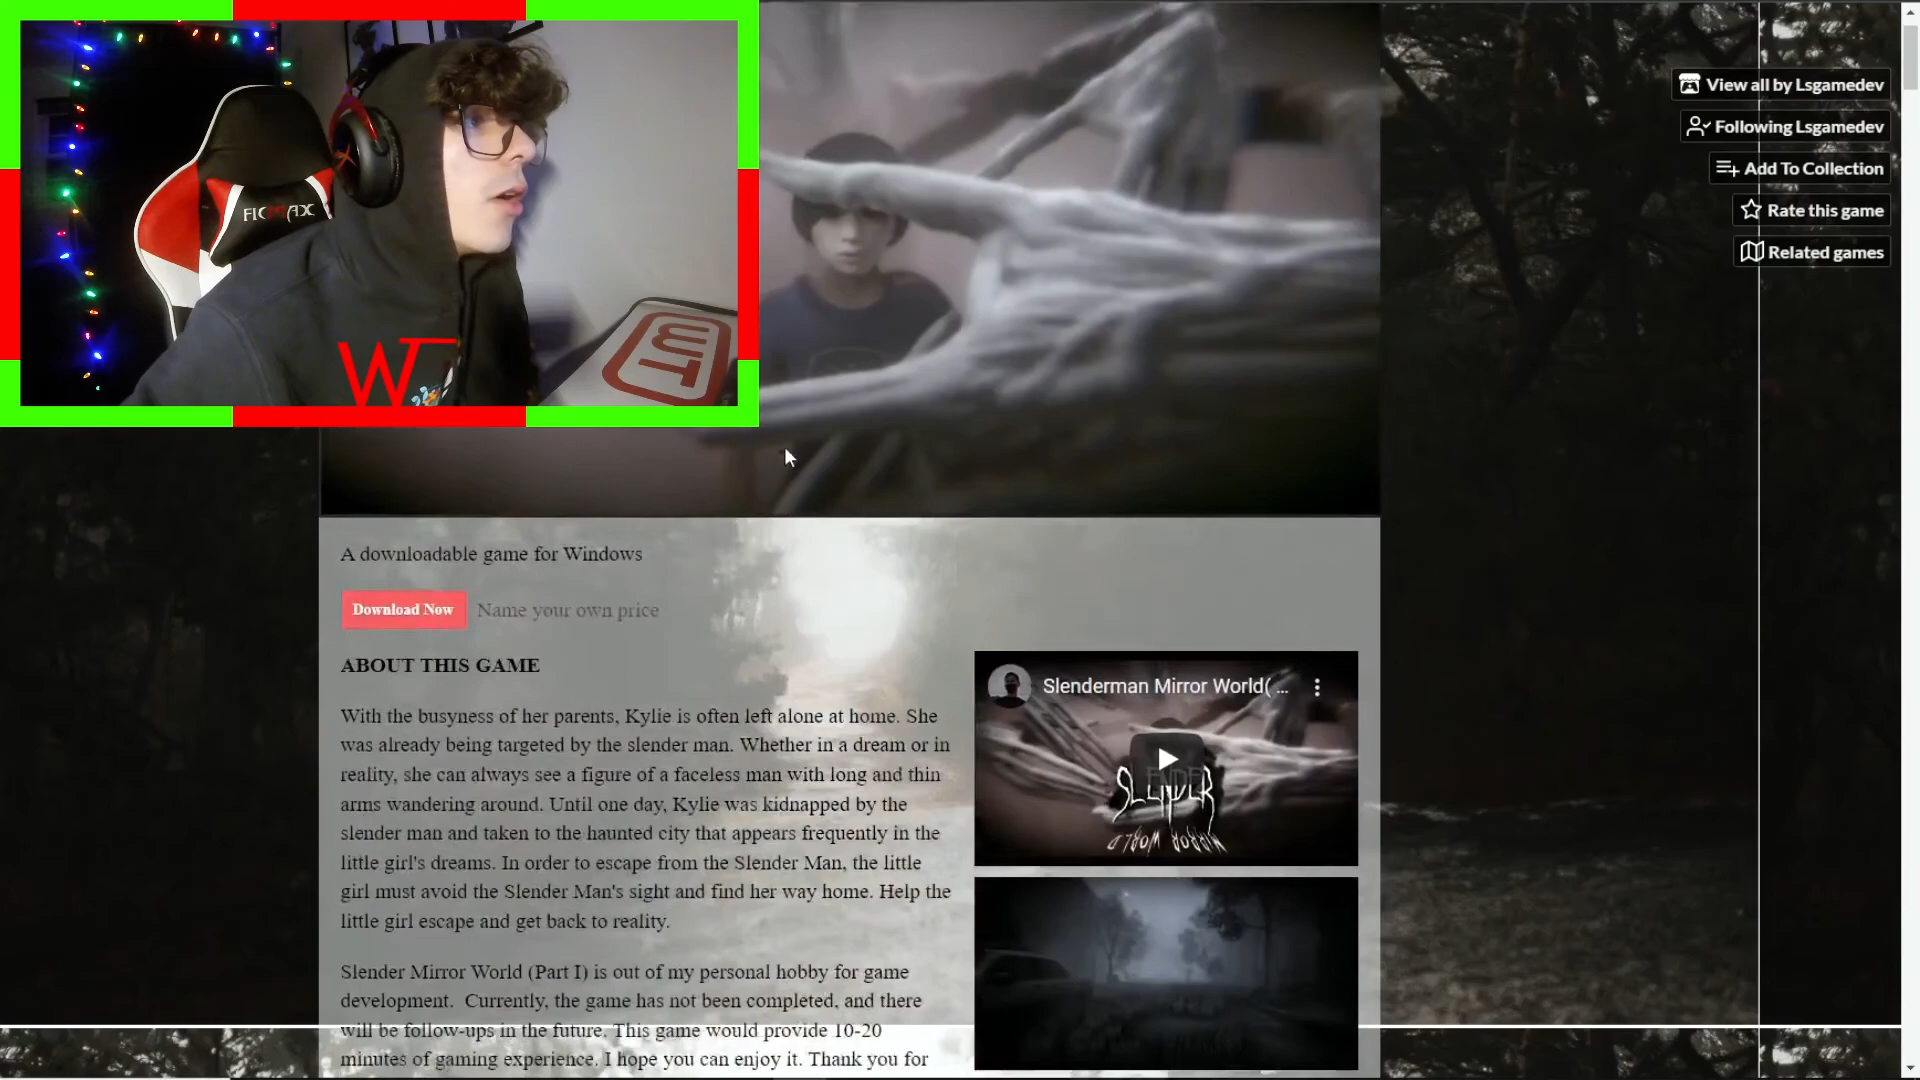 FICMAX
WT
WT
View all by Lsgamedev
Following Lsgamedev
Add To Collection
Rate this game
Related games
A downloadable game for Windows
Download Now Name your own price
ABOUT THIS GAME
With the busyness of her parents, Kylie is often left alone at home. She
was already being targeted by the slender man. Whether in a dream or in
reality, she can always see a figure of a faceless man with long and thin
arms wandering around. Until one day, Kylie was kidnapped by the
slender man and taken to the haunted city that appears frequently in the
little girl's dreams. In order to escape from the Slender Man, the little
girl must avoid the Slender Man's sight and find her way home. Help the
little girl escape and get back to reality.
Slender Mirror World (Part I) is out of my personal hobby for game
development. Currently, the game has not been completed, and there
will be follow-ups in the future. This game would provide 10-20
minutes of gaming experience. I hope you can enjoy it. Thank you for
Slenderman Mirror World( ...
SLENDER
MIRROR WORLD